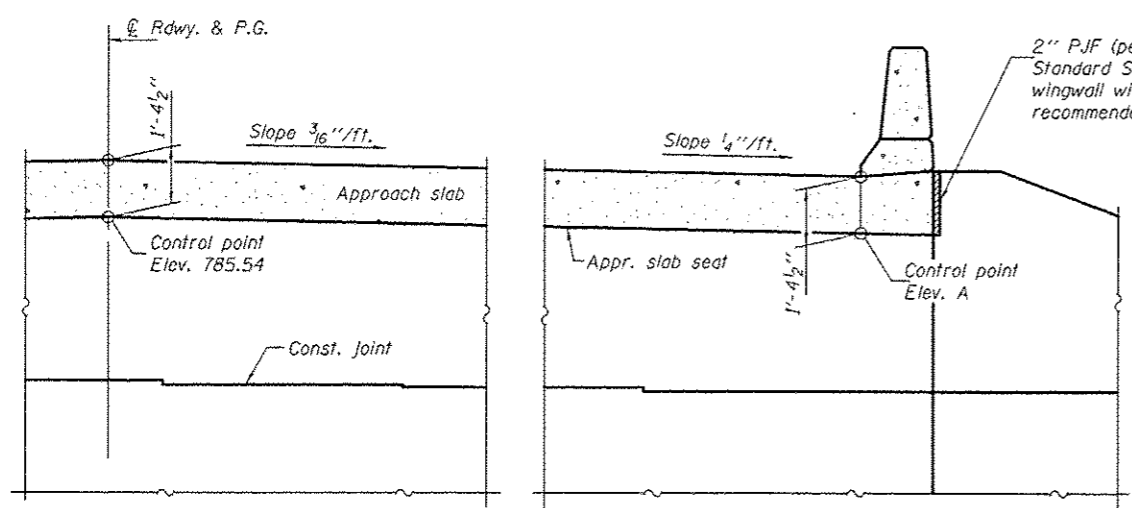 ℄ Rdwy. & P.G.
1'-4½"
Slope 3/16"/ft.
Approach slab
Control point
Elev. 785.54
Const. joint
Slope ¼"/ft.
2" PJF (pe
Standard S
wingwall wi
recommenda
Appr. slab seat
1'-4½"
Control point
Elev. A